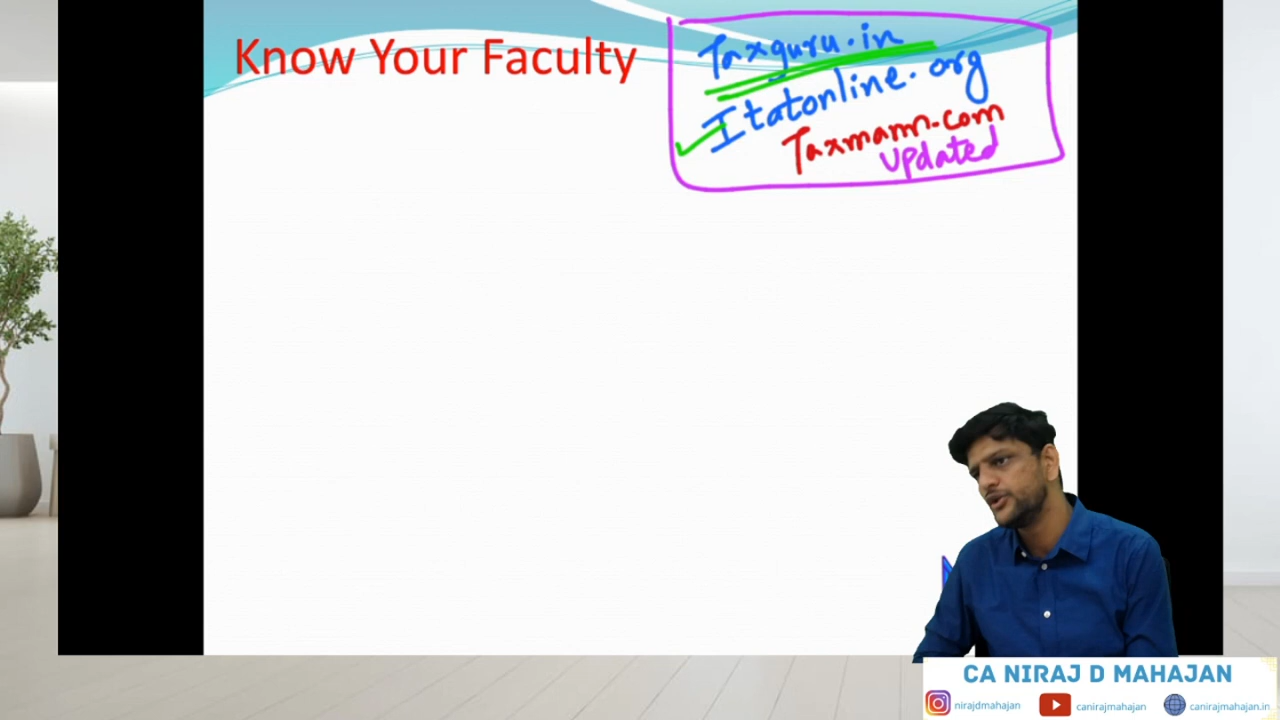 Know Your Faculty
Taxguru.in
Itatonline.org
Taxmann.com
Updated
CA NIRAJ D MAHAJAN
nirajdmahajan
canirajmahajan
canirajmahajan.in